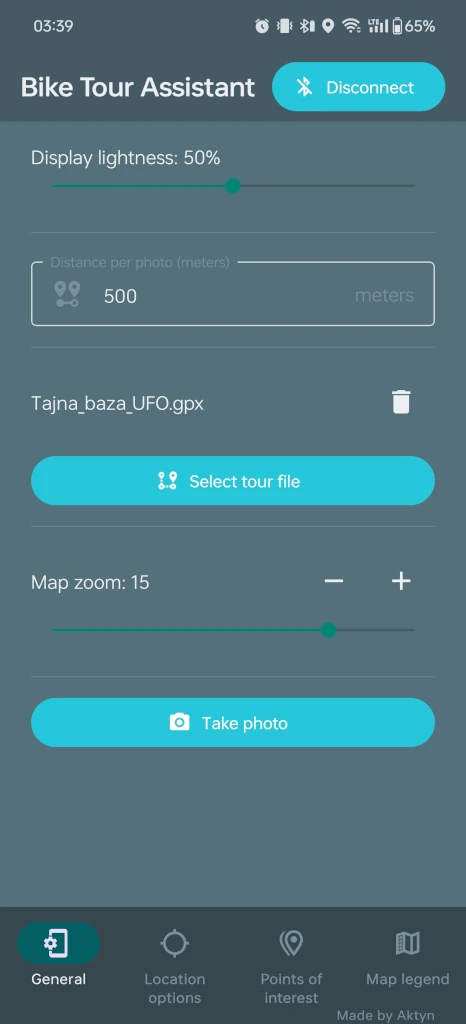 03:39
LTE
65%
Bike Tour Assistant
Disconnect
Display lightness: 50%
Distance per photo (meters)
500
meters
Tajna_baza_UFO.gpx
Select tour file
Map zoom: 15
Take photo
General
Location
options
Points of
interest
Map legend
Made by Aktyn